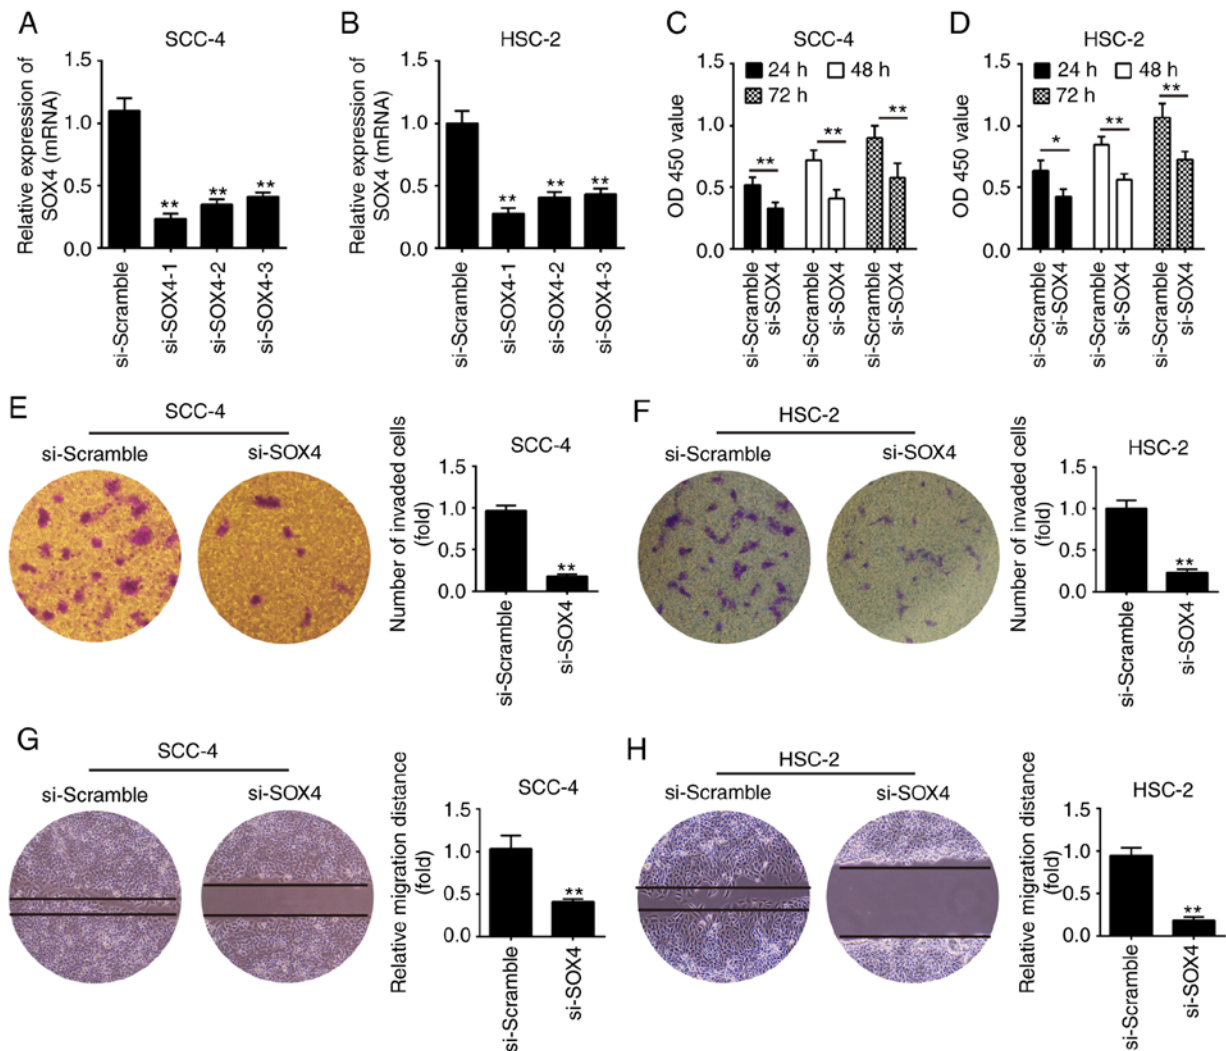 A
SCC-4
Relative expression of
SOX4 (mRNA)
1.5
1.0
0.5
0.0
**
**
**
si-Scramble
si-SOX4-1
si-SOX4-2
si-SOX4-3
B
HSC-2
Relative expression of
SOX4 (mRNA)
1.5
1.0
0.5
0.0
**
**
**
si-Scramble
si-SOX4-1
si-SOX4-2
si-SOX4-3
C
SCC-4
OD 450 value
1.5
1.0
0.5
0.0
24 h
48 h
72 h
**
**
**
si-Scramble
si-SOX4
si-Scramble
si-SOX4
si-Scramble
si-SOX4
D
HSC-2
OD 450 value
1.5
1.0
0.5
0.0
24 h
48 h
72 h
*
**
**
si-Scramble
si-SOX4
si-Scramble
si-SOX4
si-Scramble
si-SOX4
E
SCC-4
si-Scramble
si-SOX4
Number of invaded cells
(fold)
SCC-4
1.5
1.0
0.5
0.0
**
si-Scramble
si-SOX4
F
HSC-2
si-Scramble
si-SOX4
Number of invaded cells
(fold)
HSC-2
1.5
1.0
0.5
0.0
**
si-Scramble
si-SOX4
G
SCC-4
si-Scramble
si-SOX4
Relative migration distance
(fold)
SCC-4
1.5
1.0
0.5
0.0
**
si-Scramble
si-SOX4
H
HSC-2
si-Scramble
si-SOX4
Relative migration distance
(fold)
HSC-2
1.5
1.0
0.5
0.0
**
si-Scramble
si-SOX4